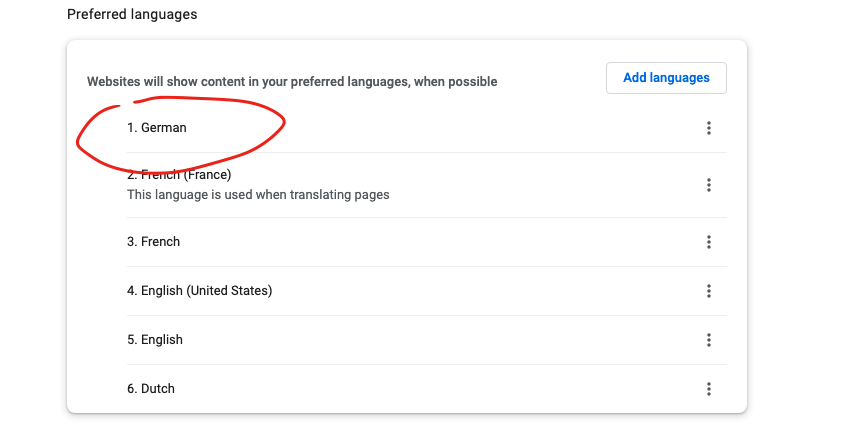 Preferred languages
Websites will show content in your preferred languages, when possible
Add languages
1. German
2. French (France)
This language is used when translating pages
3. French
4. English (United States)
5. English
6. Dutch